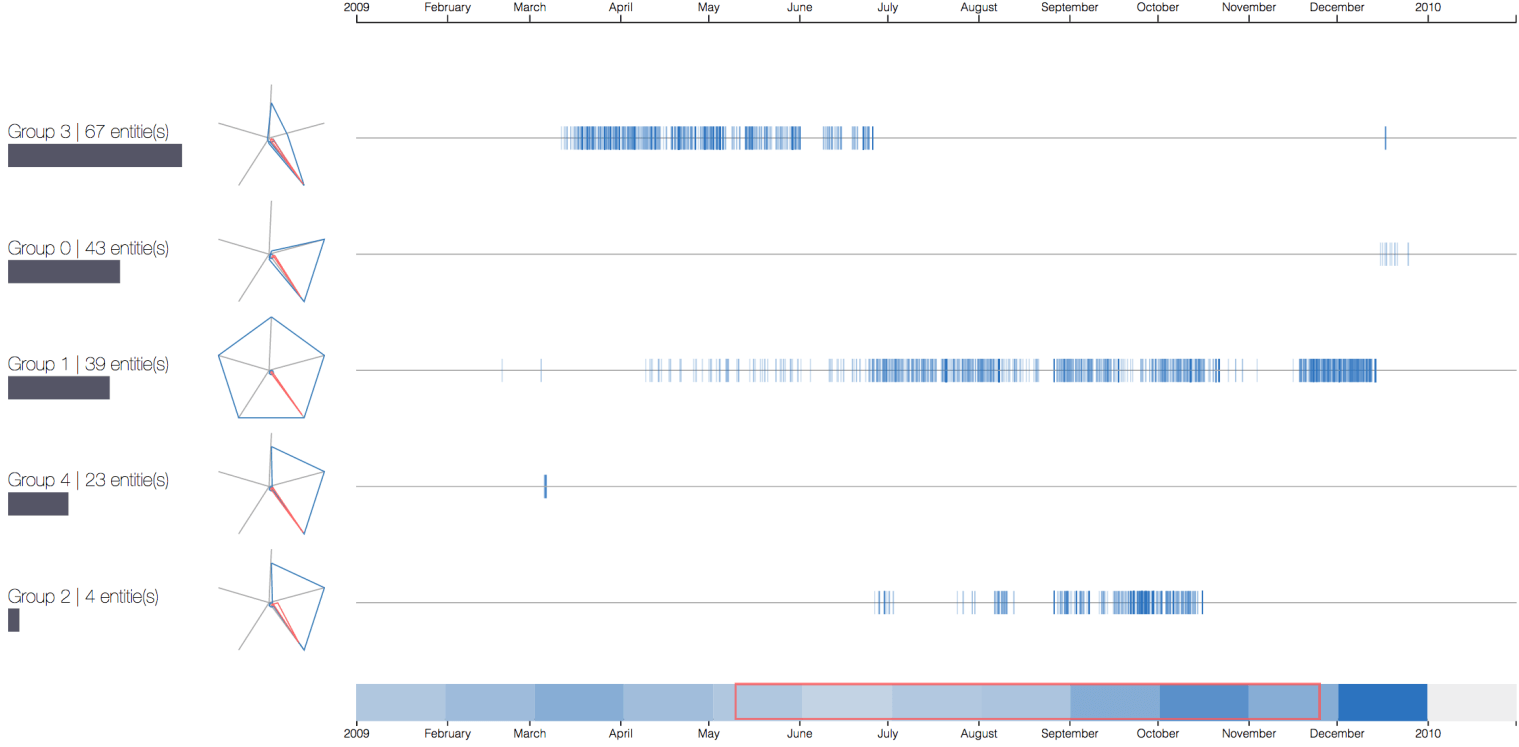 2009 February March April May June July August September October November December 2010
Group 3 | 67 entitie(s)
Group 0 | 43 entitie(s)
Group 1 | 39 entitie(s)
Group 4 | 23 entitie(s)
Group 2 | 4 entitie(s)
2009 February March April May June July August September October November December 2010